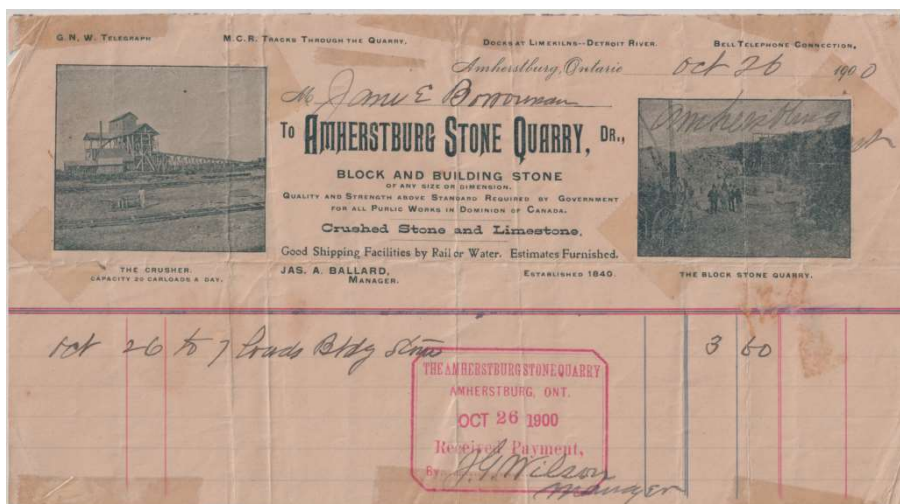 G. N. W. TELEGRAPH M. C. R. TRACKS THROUGH THE QUARRY. DOCKS AT LIMEKILNS--DETROIT RIVER. BELL TELEPHONE CONNECTION,
Amherstburg, Ontario Oct 26 1900
M James E
TO AMHERSTBURG STONE QUARRY, DR.,
Amherstburg
BLOCK AND BUILDING STONE
OF ANY SIZE OR DIMENSION.
QUALITY AND STRENGTH ABOVE STANDARD REQUIRED BY GOVERNMENT
FOR ALL PUBLIC WORKS IN DOMINION OF CANADA.
Crushed Stone and Limestone,
Good Shipping Facilities by Rail or Water. Estimates Furnished.
THE CRUSHER.
CAPACITY 20 CARLOADS A DAY.
JAS. A. BALLARD,
MANAGER.
ESTABLISHED 1840.
THE BLOCK STONE QUARRY.
Oct 26 to 7 Loads Bldg Stone 3 50
THE AMHERSTBURG STONE QUARRY
AMHERSTBURG, ONT.
OCT 26 1900
Received Payment,
By J. G. Wilson
Manager